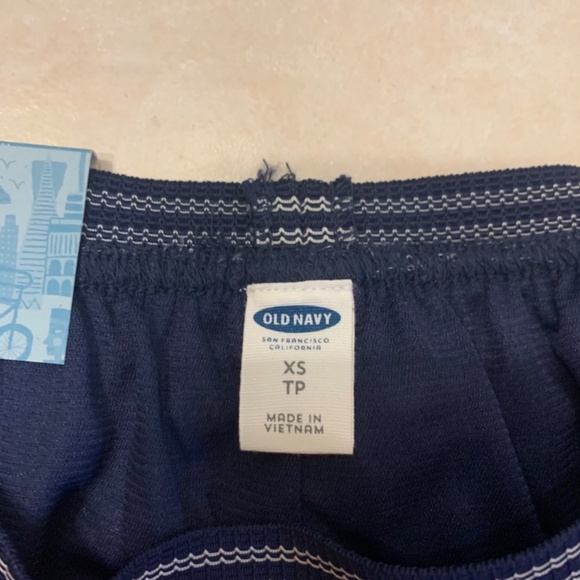 OLD NAVY
SAN FRANCISCO
CALIFORNIA
XS
TP
MADE IN
VIETNAM